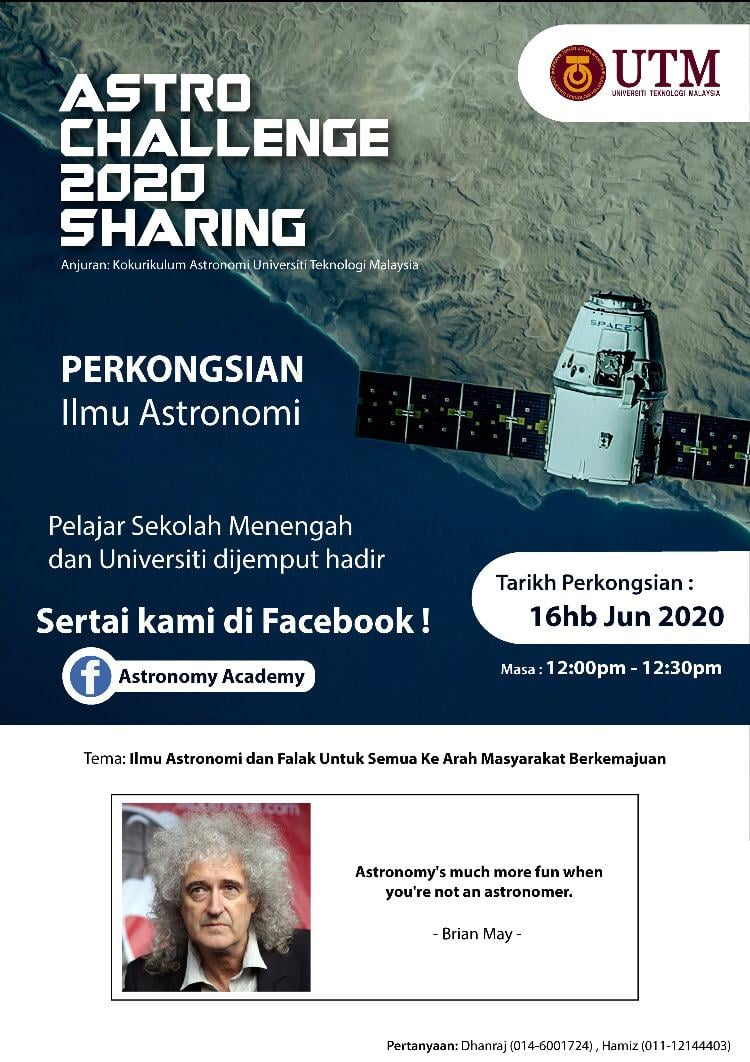 UTM
UNIVERSITI TEKNOLOGI MALAYSIA
ASTRO
CHALLENGE
2020
SHARING
Anjuran: Kokurikulum Astronomi Universiti Teknologi Malaysia
SPACEX
PERKONGSIAN
Ilmu Astronomi
Pelajar Sekolah Menengah
dan Universiti dijemput hadir
Sertai kami di Facebook !
f Astronomy Academy
Tarikh Perkongsian :
16hb Jun 2020
Masa : 12:00pm - 12:30pm
Tema: Ilmu Astronomi dan Falak Untuk Semua Ke Arah Masyarakat Berkemajuan
Astronomy's much more fun when
you're not an astronomer.
- Brian May -
Pertanyaan: Dhanraj (014-6001724) , Hamiz (011-12144403)